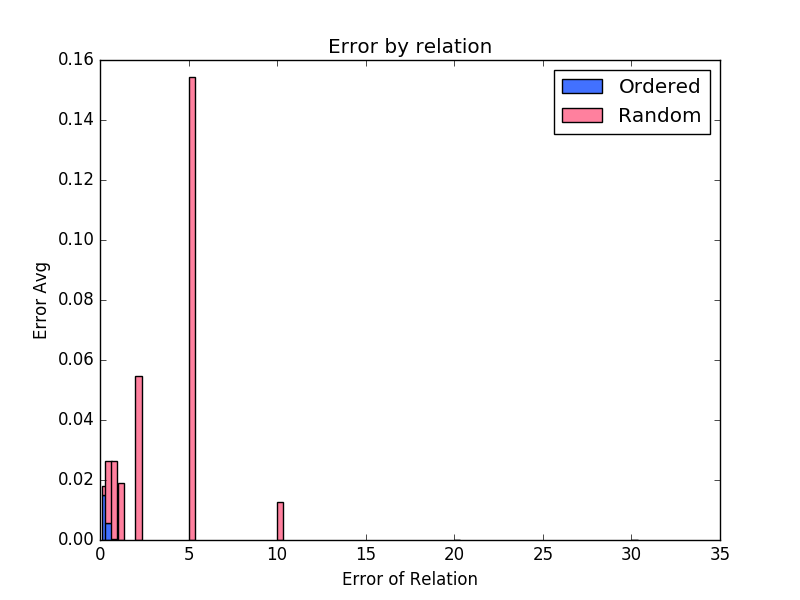 Error by relation
Ordered
Random
Error Avg
0.16
0.14
0.12
0.10
0.08
0.06
0.04
0.02
0.00
0 5 10 15 20 25 30 35
Error of Relation